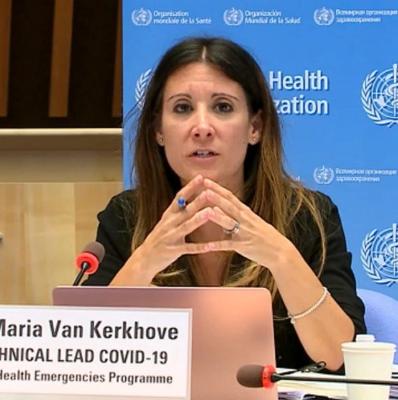 Organisation
mondiale de la Santé
Organización
Mundial de la Salud
Всемирная организация
здравоохранения
Health
ization
Всемирная организация
здравоохранения
Maria Van Kerkhove
HNICAL LEAD COVID-19
Health Emergencies Programme